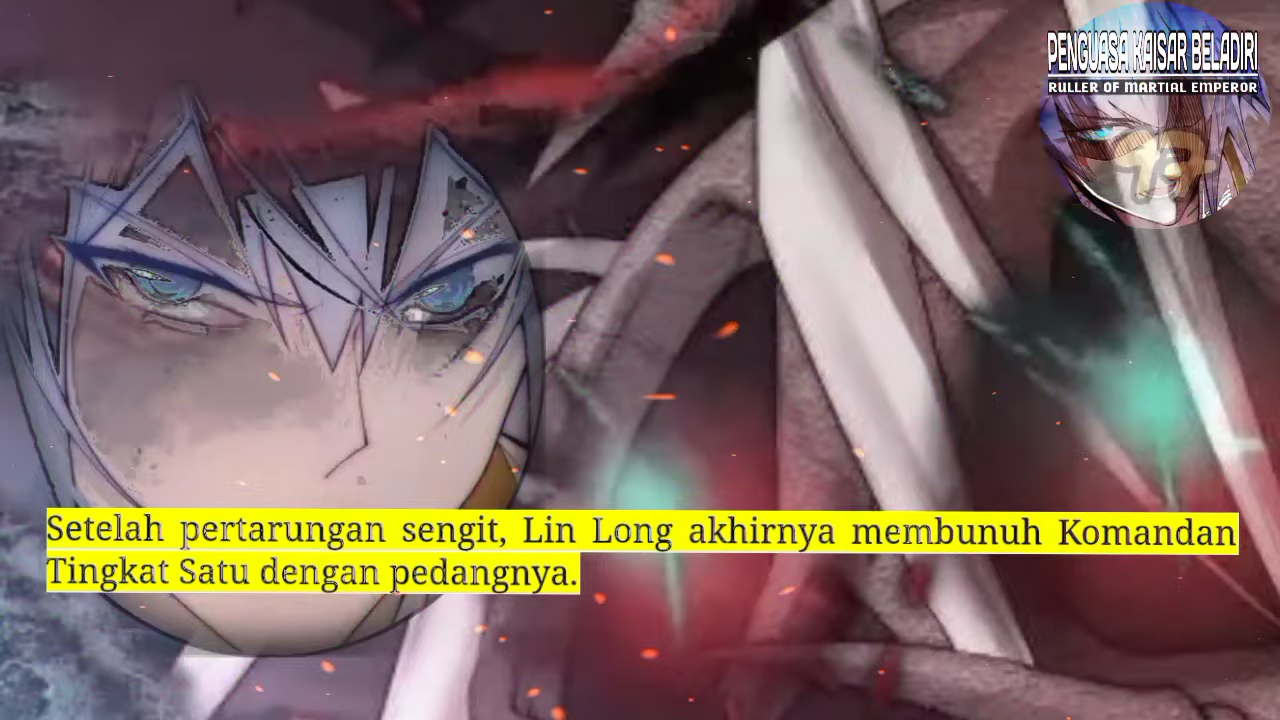 PENGUASA KAISAR BELADIRI
RULLER OF MARTIAL EMPEROR
Setelah pertarungan sengit, Lin Long akhirnya membunuh Komandan
Tingkat Satu dengan pedangnya.